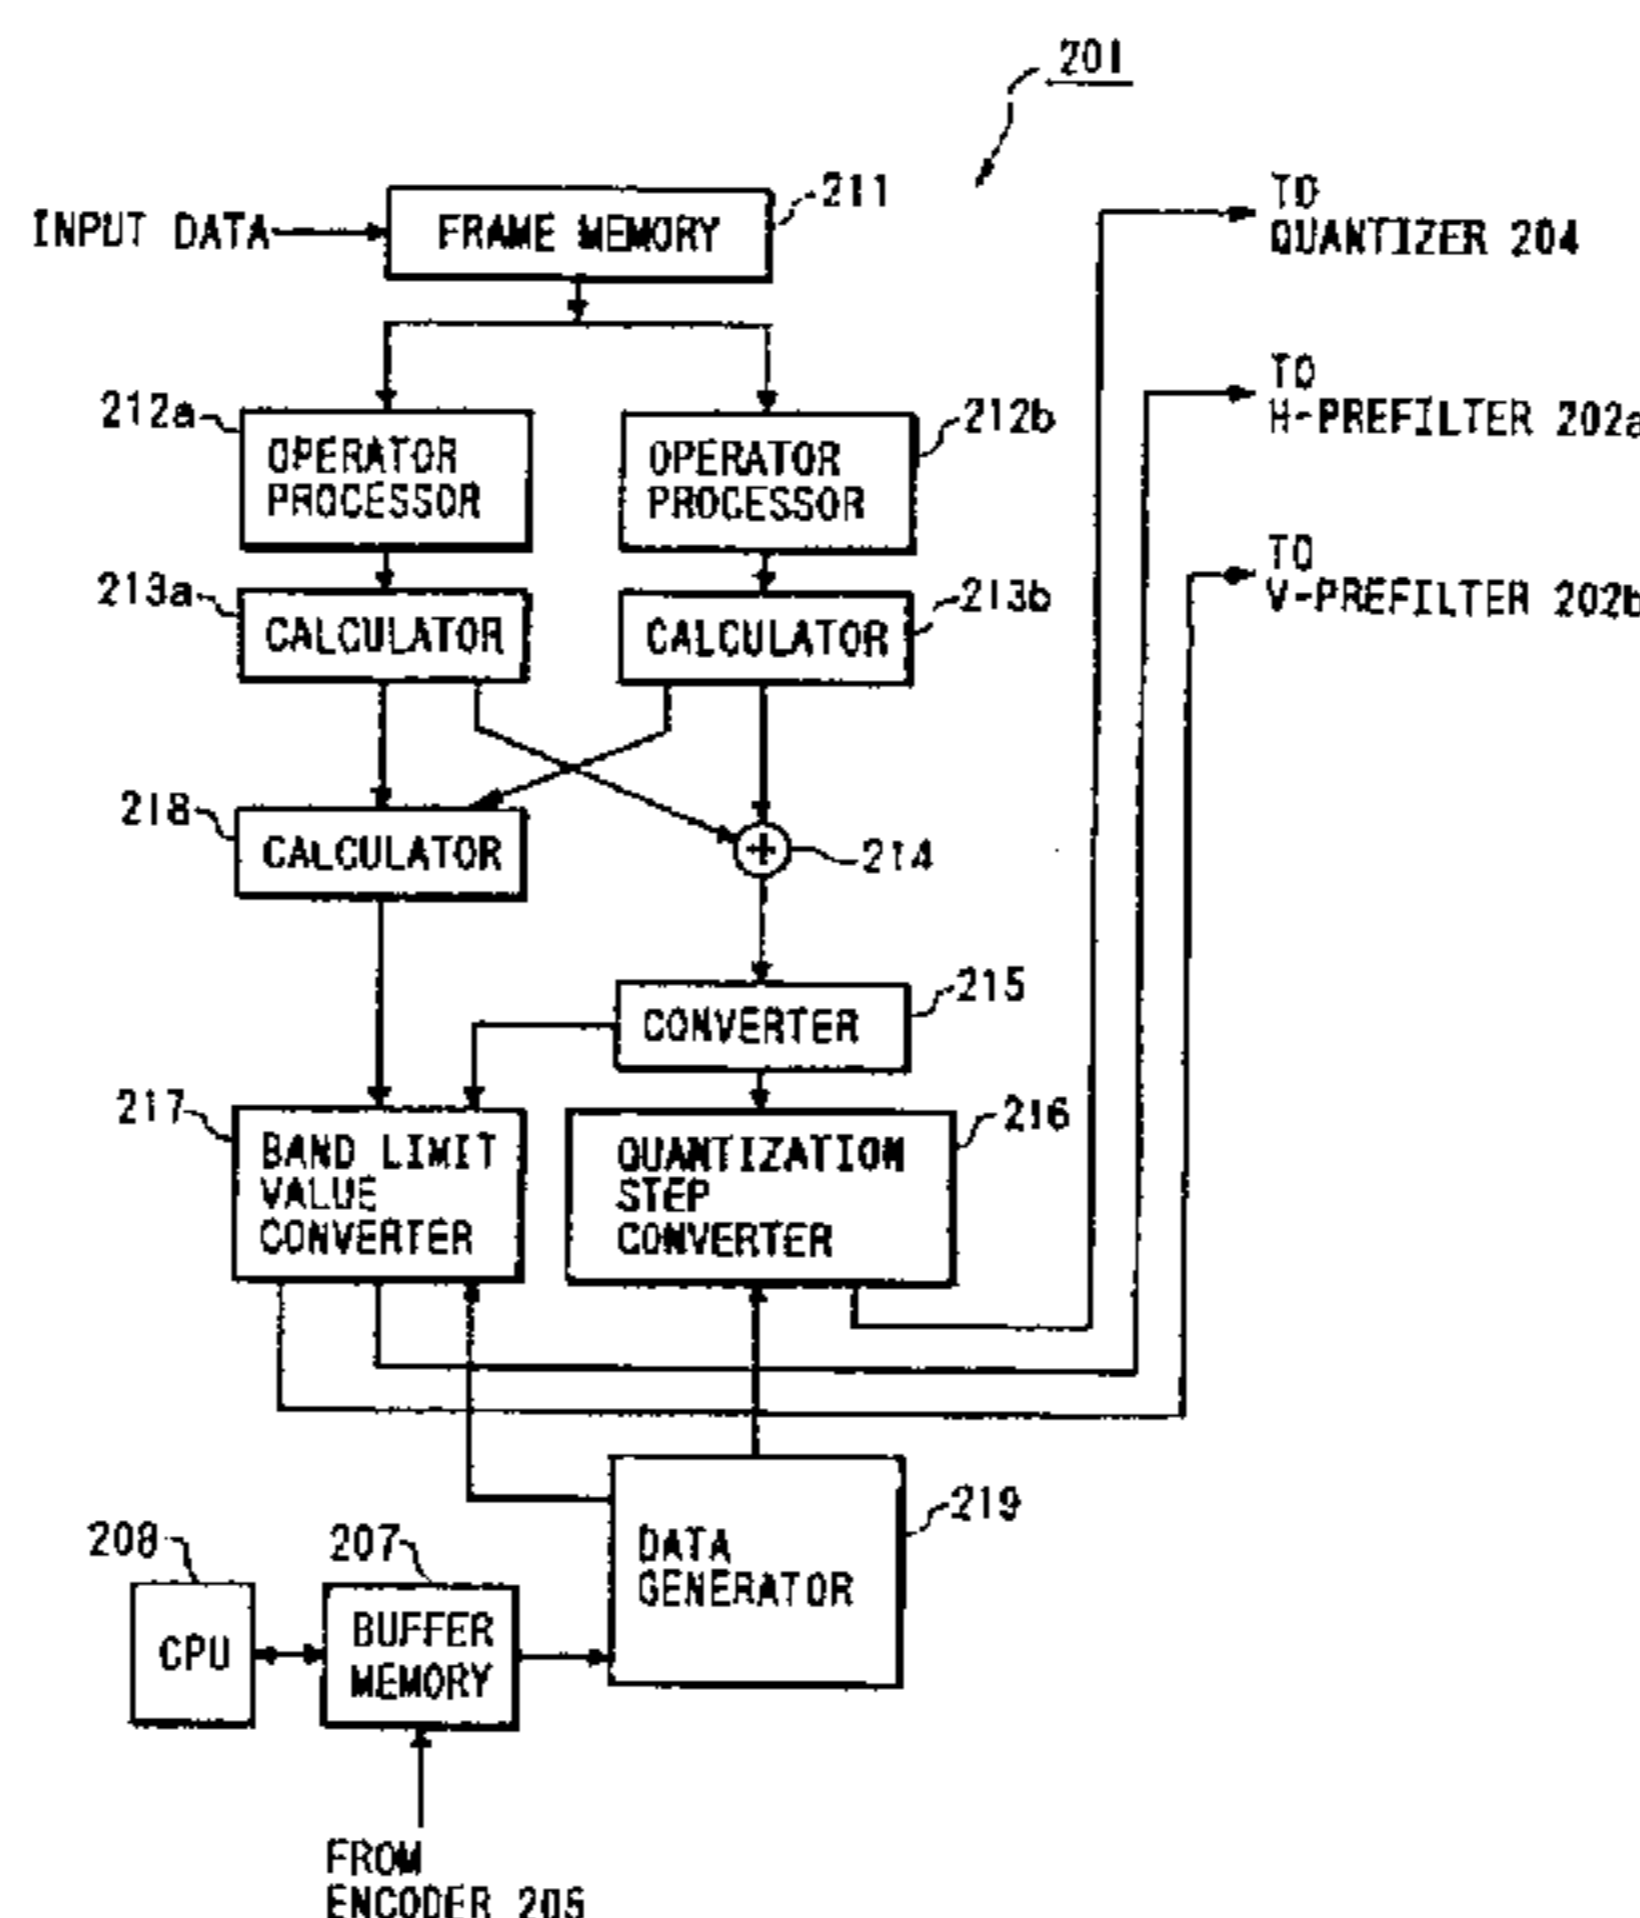 201
INPUT DATA
FRAME MEMORY
211
TO
QUANTIZER 204
TO
H-PREFILTER 202a
TO
V-PREFILTER 202b
212a
OPERATOR
PROCESSOR
212b
OPERATOR
PROCESSOR
213a
CALCULATOR
213b
CALCULATOR
218
CALCULATOR
+
214
215
CONVERTER
217
BAND LIMIT
VALUE
CONVERTER
216
QUANTIZATION
STEP
CONVERTER
219
DATA
GENERATOR
208
CPU
207
BUFFER
MEMORY
FROM
ENCODER 205